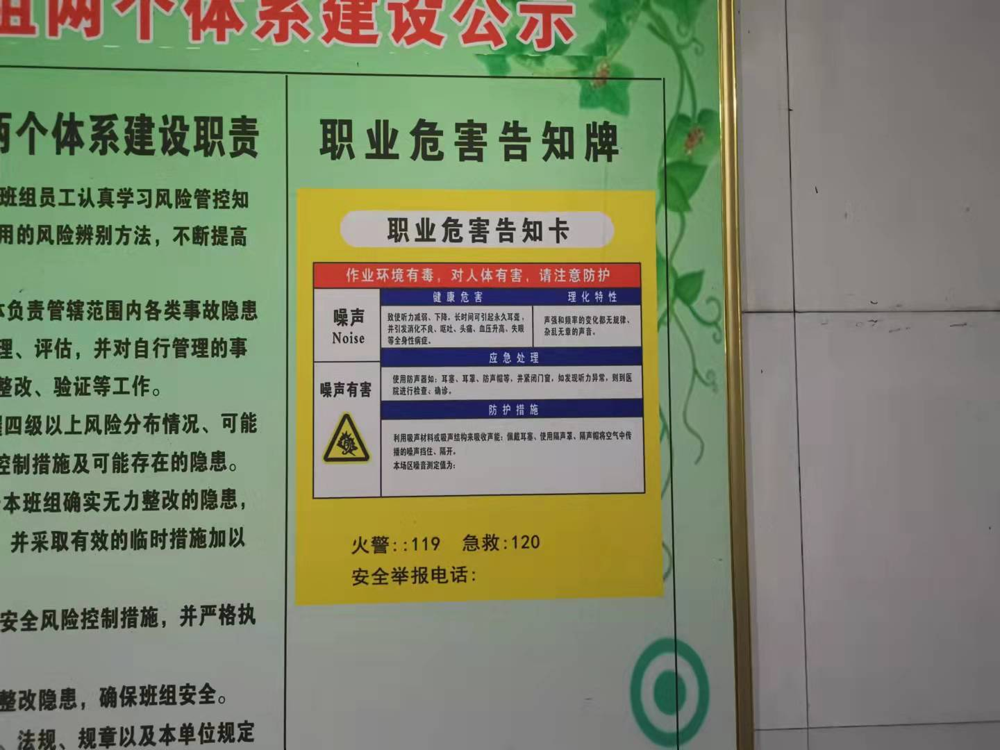 组两个体系建设公示
两个体系建设职责
班组员工认真学习风险管控知
用的风险辨别方法，不断提高
体负责管辖范围内各类事故隐患
理、评估，并对自行管理的事
整改、验证等工作。
握四级以上风险分布情况、可能
控制措施及可能存在的隐患。
本班组确实无力整改的隐患，
并采取有效的临时措施加以
安全风险控制措施，并严格执
整改隐患，确保班组安全。
、法规、规章以及本单位规定
职业危害告知牌
职业危害告知卡
作业环境有毒，对人体有害，请注意防护
噪声
Noise
健康危害
致使听力减弱、下降，长时间可引起永久耳聋，
并引发消化不良、呕吐、头痛、血压升高、失眠
等全身性病症。
理化特性
声强和频率的变化都无规律、
杂乱无章的声音。
应急处理
使用防声器如：耳塞、耳罩、防声帽等，并紧闭门窗，如发现听力异常，则到医
院进行检查、确诊。
噪声有害
防护措施
利用吸声材料或吸声结构来吸收声能；佩戴耳塞、使用隔声罩、隔声帽将空气中传
播的噪声挡住、隔开。
本场区噪音测定值为：
火警::119 急救:120
安全举报电话: